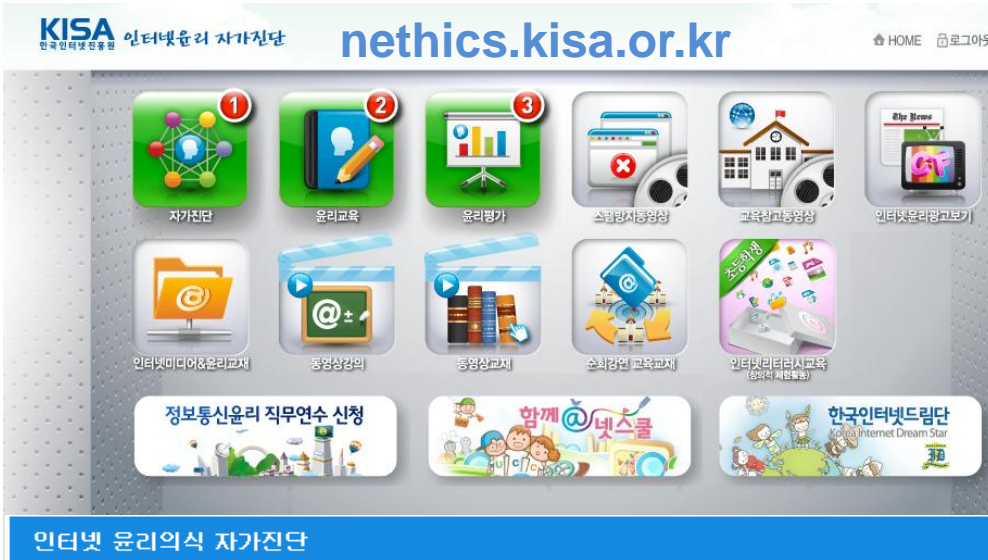 KISA 인터넷윤리 자가진단
한국인터넷진흥원
nethics.kisa.or.kr
HOME 로그아웃
1
2
3
The News
CF
자가진단
윤리교육
윤리평가
스팸방지동영상
교육참고동영상
인터넷윤리광고보기
초등학생
@
@±
@
인터넷미디어&윤리교재
동영상강의
동영상교재
순회강연 교육교재
인터넷리터러시교육
(창의적 체험활동)
정보통신윤리 직무연수 신청
함께@넷스쿨
UCC
한국인터넷드림단
Korea Internet Dream Star
인터넷 윤리의식 자가진단